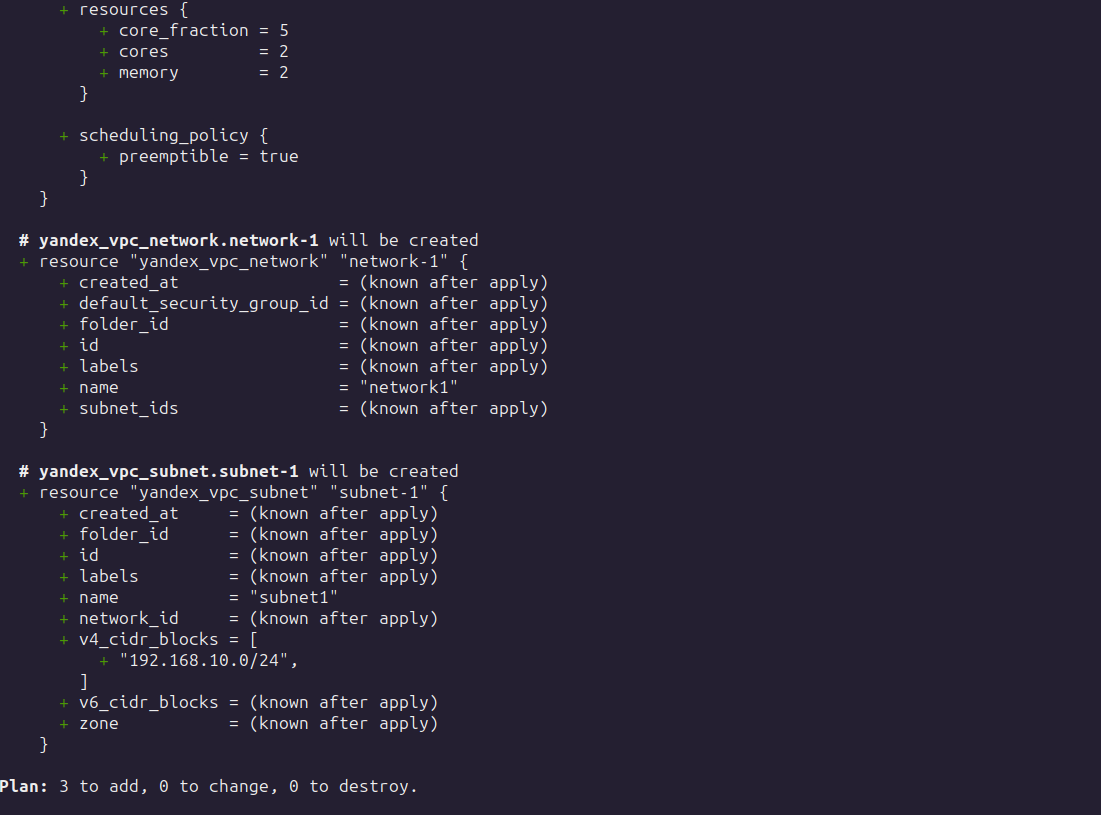 + resources {
          + core_fraction = 5
          + cores         = 2
          + memory        = 2
        }

      + scheduling_policy {
          + preemptible = true
        }
    }

  # yandex_vpc_network.network-1 will be created
  + resource "yandex_vpc_network" "network-1" {
      + created_at                = (known after apply)
      + default_security_group_id = (known after apply)
      + folder_id                 = (known after apply)
      + id                        = (known after apply)
      + labels                    = (known after apply)
      + name                      = "network1"
      + subnet_ids                = (known after apply)
    }

  # yandex_vpc_subnet.subnet-1 will be created
  + resource "yandex_vpc_subnet" "subnet-1" {
      + created_at     = (known after apply)
      + folder_id      = (known after apply)
      + id             = (known after apply)
      + labels         = (known after apply)
      + name           = "subnet1"
      + network_id     = (known after apply)
      + v4_cidr_blocks = [
          + "192.168.10.0/24",
        ]
      + v6_cidr_blocks = (known after apply)
      + zone           = (known after apply)
    }

Plan: 3 to add, 0 to change, 0 to destroy.